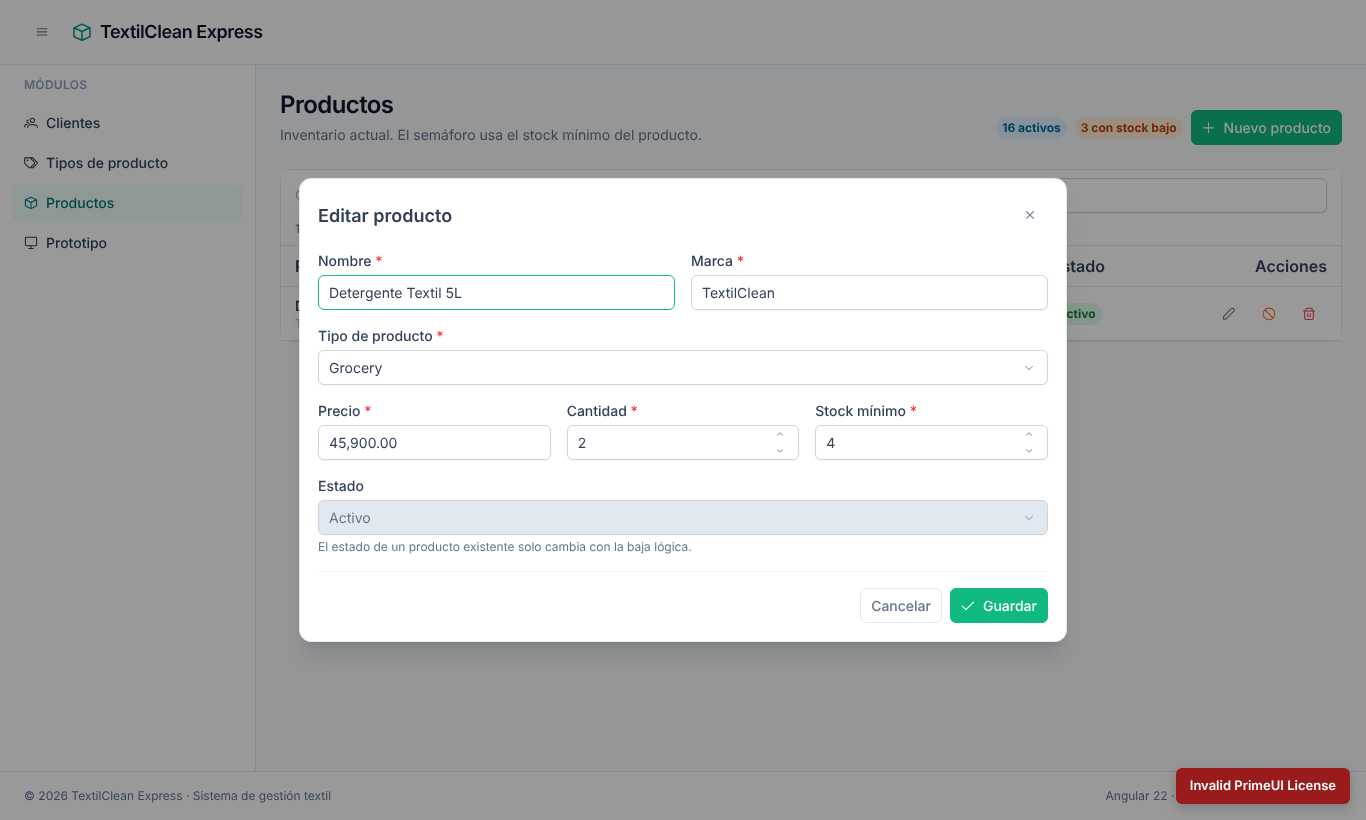 TextilClean Express
MÓDULOS
Clientes
Tipos de producto
Productos
Prototipo
Productos
Inventario actual. El semáforo usa el stock mínimo del producto.
16 activos
3 con stock bajo
Nuevo producto
Acciones
Editar producto
Nombre *
Marca *
Detergente Textil 5L
TextilClean
Tipo de producto *
Grocery
Precio *
Cantidad *
Stock mínimo *
45,900.00
2
4
Estado
Activo
El estado de un producto existente solo cambia con la baja lógica.
Cancelar
Guardar
© 2026 TextilClean Express · Sistema de gestión textil
Angular 22 ·
Invalid PrimeUI License